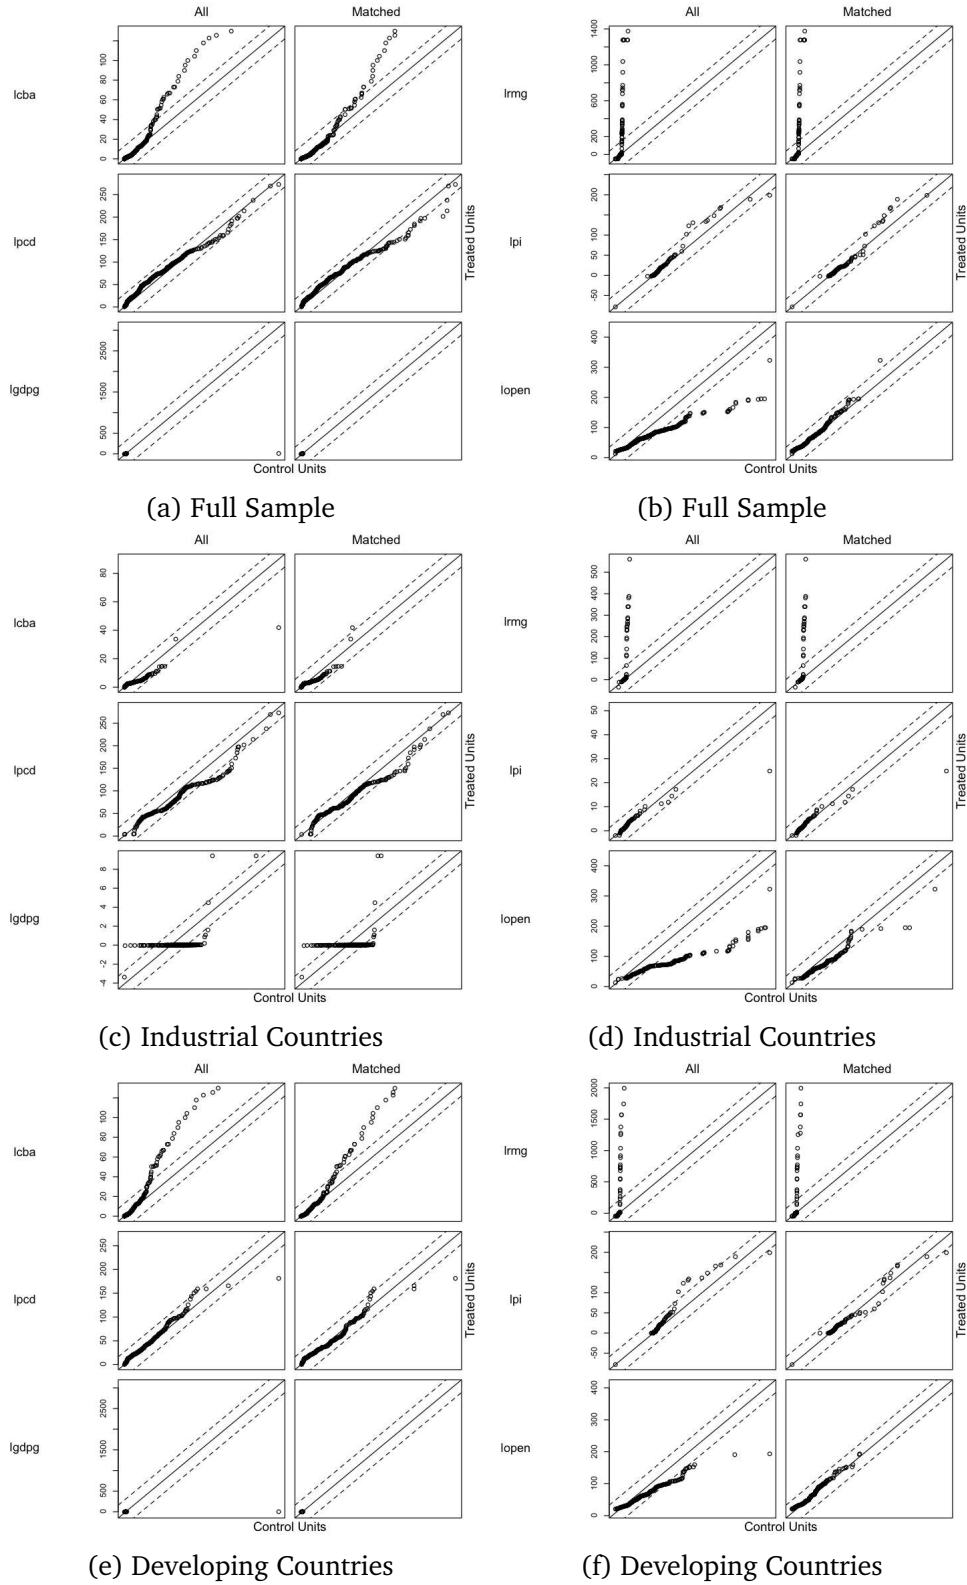 All Matched
lcba
100
80
60
40
20
0
lpcd
250
200
150
100
50
0
lgdpg
2500
1500
500
0
Treated Units
Control Units
(a) Full Sample
All Matched
lrmg
1400
1000
600
200
0
lpi
200
150
100
50
0
-50
lopen
300
200
100
0
Treated Units
Control Units
(b) Full Sample
All Matched
lcba
80
60
40
20
0
lpcd
250
200
150
100
50
0
lgdpg
8
6
4
2
0
-2
-4
Treated Units
Control Units
(c) Industrial Countries
All Matched
lrmg
500
400
300
200
100
0
lpi
50
40
30
20
10
0
lopen
400
300
200
100
0
Treated Units
Control Units
(d) Industrial Countries
All Matched
lcba
100
80
60
40
20
0
lpcd
250
200
150
100
50
0
lgdpg
2500
1500
500
0
Treated Units
Control Units
(e) Developing Countries
All Matched
lrmg
2000
1500
1000
500
0
lpi
200
150
100
50
0
-50
lopen
400
300
200
100
0
Treated Units
Control Units
(f) Developing Countries